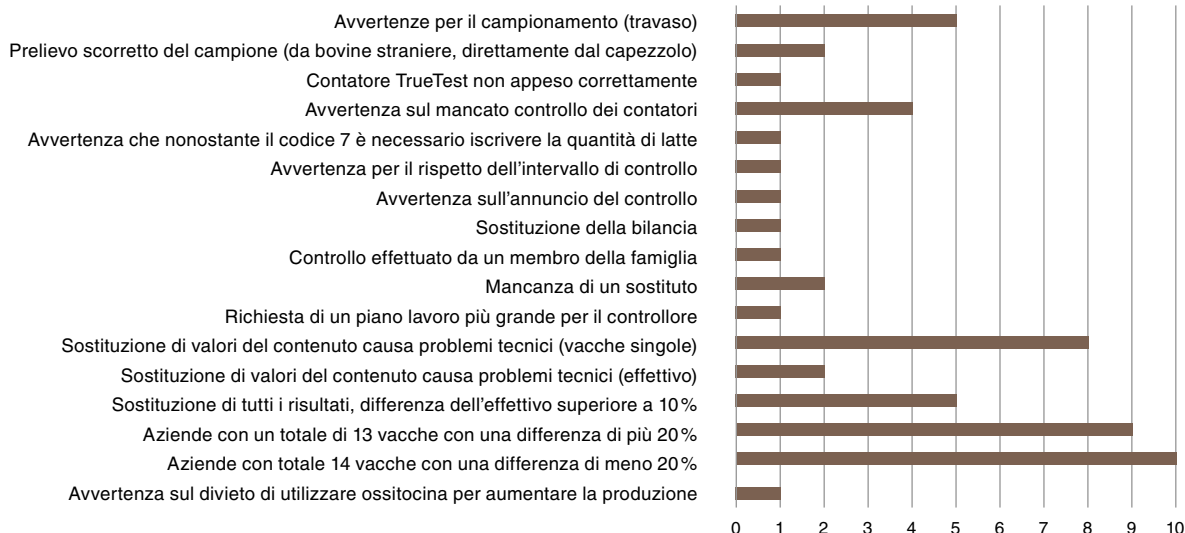 Avvertenze per il campionamento (travaso)
Prelievo scorretto del campione (da bovine straniere, direttamente dal capezzolo)
Contatore TrueTest non appeso correttamente
Avvertenza sul mancato controllo dei contatori
Avvertenza che nonostante il codice 7 è necessario iscrivere la quantità di latte
Avvertenza per il rispetto dell’intervallo di controllo
Avvertenza sull’annuncio del controllo
Sostituzione della bilancia
Controllo effettuato da un membro della famiglia
Mancanza di un sostituto
Richiesta di un piano lavoro più grande per il controllore
Sostituzione di valori del contenuto causa problemi tecnici (vacche singole)
Sostituzione di valori del contenuto causa problemi tecnici (effettivo)
Sostituzione di tutti i risultati, differenza dell’effettivo superiore a 10 %
Aziende con un totale di 13 vacche con una differenza di più 20 %
Aziende con totale 14 vacche con una differenza di meno 20 %
Avvertenza sul divieto di utilizzare ossitocina per aumentare la produzione
0 1 2 3 4 5 6 7 8 9 10